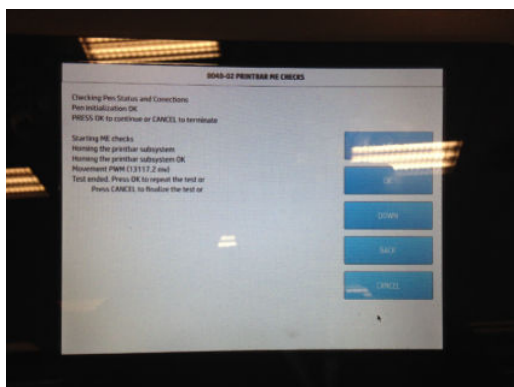 0048-02 PRINTBAR ME CHECKS
Checking Pen Status and Corrections
Pen Initialization OK
PRESS OK to continue or CANCEL to terminate
Starting ME checks
Homing the printbar subsystem
Homing the printbar subsystem OK
Movement PWM (13117.2 mv)
Test ended. Press OK to repeat the test or
Press CANCEL to finalize the test or
OK
DOWN
BACK
CANCEL